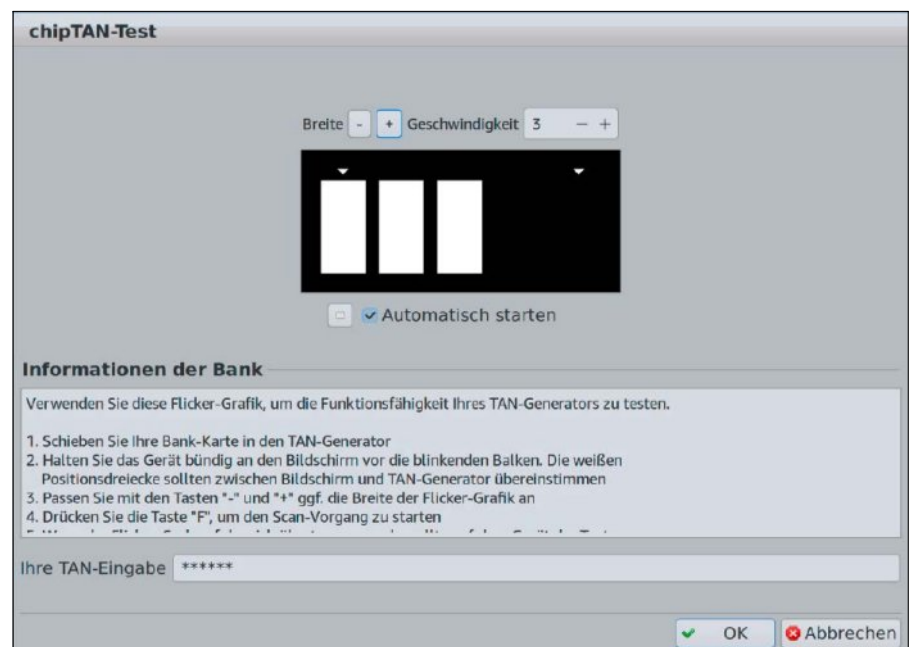 chipTAN-Test
Breite - + Geschwindigkeit 3 − +
Automatisch starten
Informationen der Bank
Verwenden Sie diese Flicker-Grafik, um die Funktionsfähigkeit Ihres TAN-Generators zu testen.
1. Schieben Sie Ihre Bank-Karte in den TAN-Generator
2. Halten Sie das Gerät bündig an den Bildschirm vor die blinkenden Balken. Die weißen
Positionsdreiecke sollten zwischen Bildschirm und TAN-Generator übereinstimmen
3. Passen Sie mit den Tasten "-" und "+" ggf. die Breite der Flicker-Grafik an
4. Drücken Sie die Taste "F", um den Scan-Vorgang zu starten
Ihre TAN-Eingabe ******
OK Abbrechen